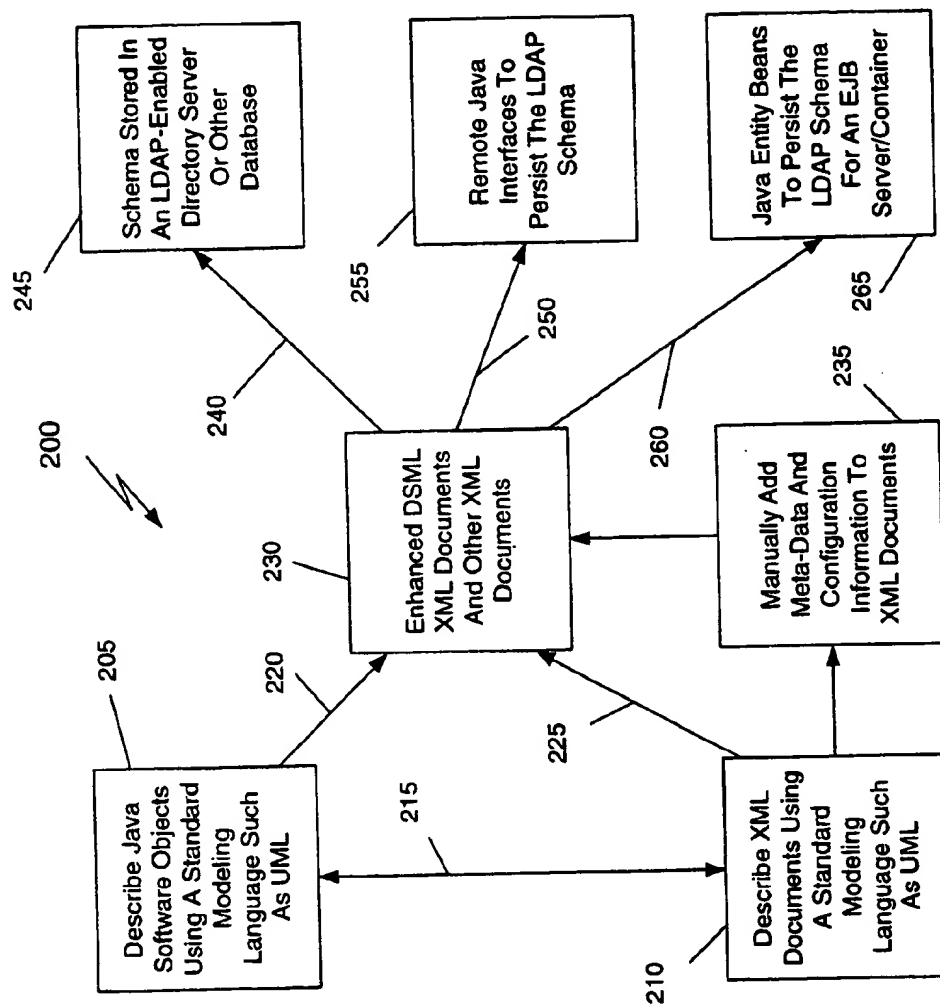 200
205
Describe Java
Software Objects
Using A Standard
Modeling
Language Such
As UML
215
210
Describe XML
Documents Using
A Standard
Modeling
Language Such
As UML
220
225
230
Enhanced DSML
XML Documents
And Other XML
Documents
235
Manually Add
Meta-Data And
Configuration
Information To
XML Documents
240
245
Schema Stored In
An LDAP-Enabled
Directory Server
Or Other
Database
250
255
Remote Java
Interfaces To
Persist The LDAP
Schema
260
265
Java Entity Beans
To Persist The
LDAP Schema
For An EJB
Server/Container